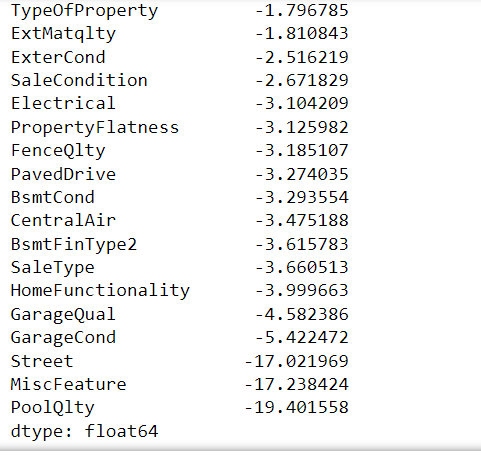 TypeOfProperty -1.796785
ExtMatqlty -1.810843
ExterCond -2.516219
SaleCondition -2.671829
Electrical -3.104209
PropertyFlatness -3.125982
FenceQlty -3.185107
PavedDrive -3.274035
BsmtCond -3.293554
CentralAir -3.475188
BsmtFinType2 -3.615783
SaleType -3.660513
HomeFunctionality -3.999663
GarageQual -4.582386
GarageCond -5.422472
Street -17.021969
MiscFeature -17.238424
PoolQlty -19.401558
dtype: float64